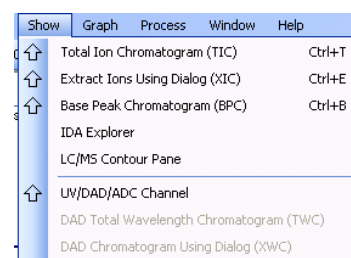 Show Graph Process Window Help
Total Ion Chromatogram (TIC) Ctrl+T
Extract Ions Using Dialog (XIC) Ctrl+E
Base Peak Chromatogram (BPC) Ctrl+B
IDA Explorer
LC/MS Contour Pane
UV/DAD/ADC Channel
DAD Total Wavelength Chromatogram (TWC)
DAD Chromatogram Using Dialog (XWC)